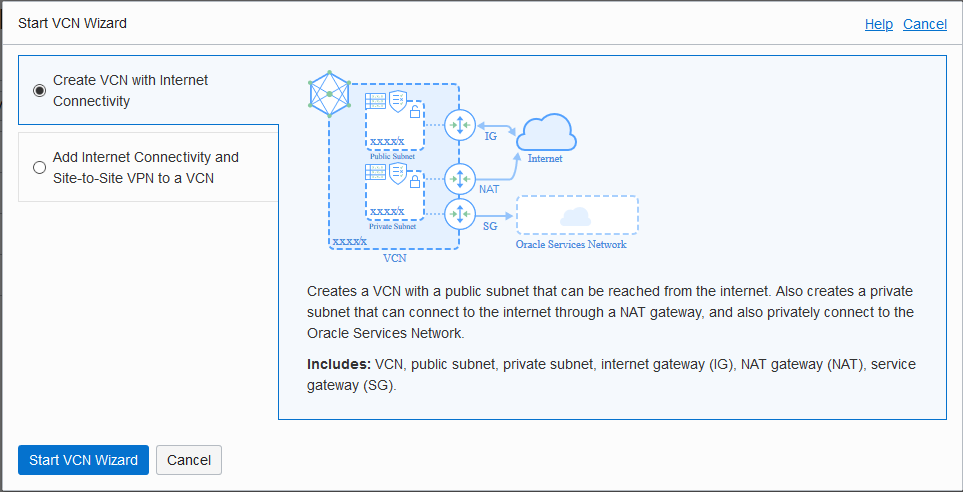 Start VCN Wizard
Help Cancel
Create VCN with Internet
Connectivity
Add Internet Connectivity and
Site-to-Site VPN to a VCN
xxxx/x
Public Subnet
IG
Internet
NAT
xxxx/x
Private Subnet
SG
xxxx/x
Oracle Services Network
VCN
Creates a VCN with a public subnet that can be reached from the internet. Also creates a private
subnet that can connect to the internet through a NAT gateway, and also privately connect to the
Oracle Services Network.
Includes: VCN, public subnet, private subnet, internet gateway (IG), NAT gateway (NAT), service
gateway (SG).
Start VCN Wizard
Cancel